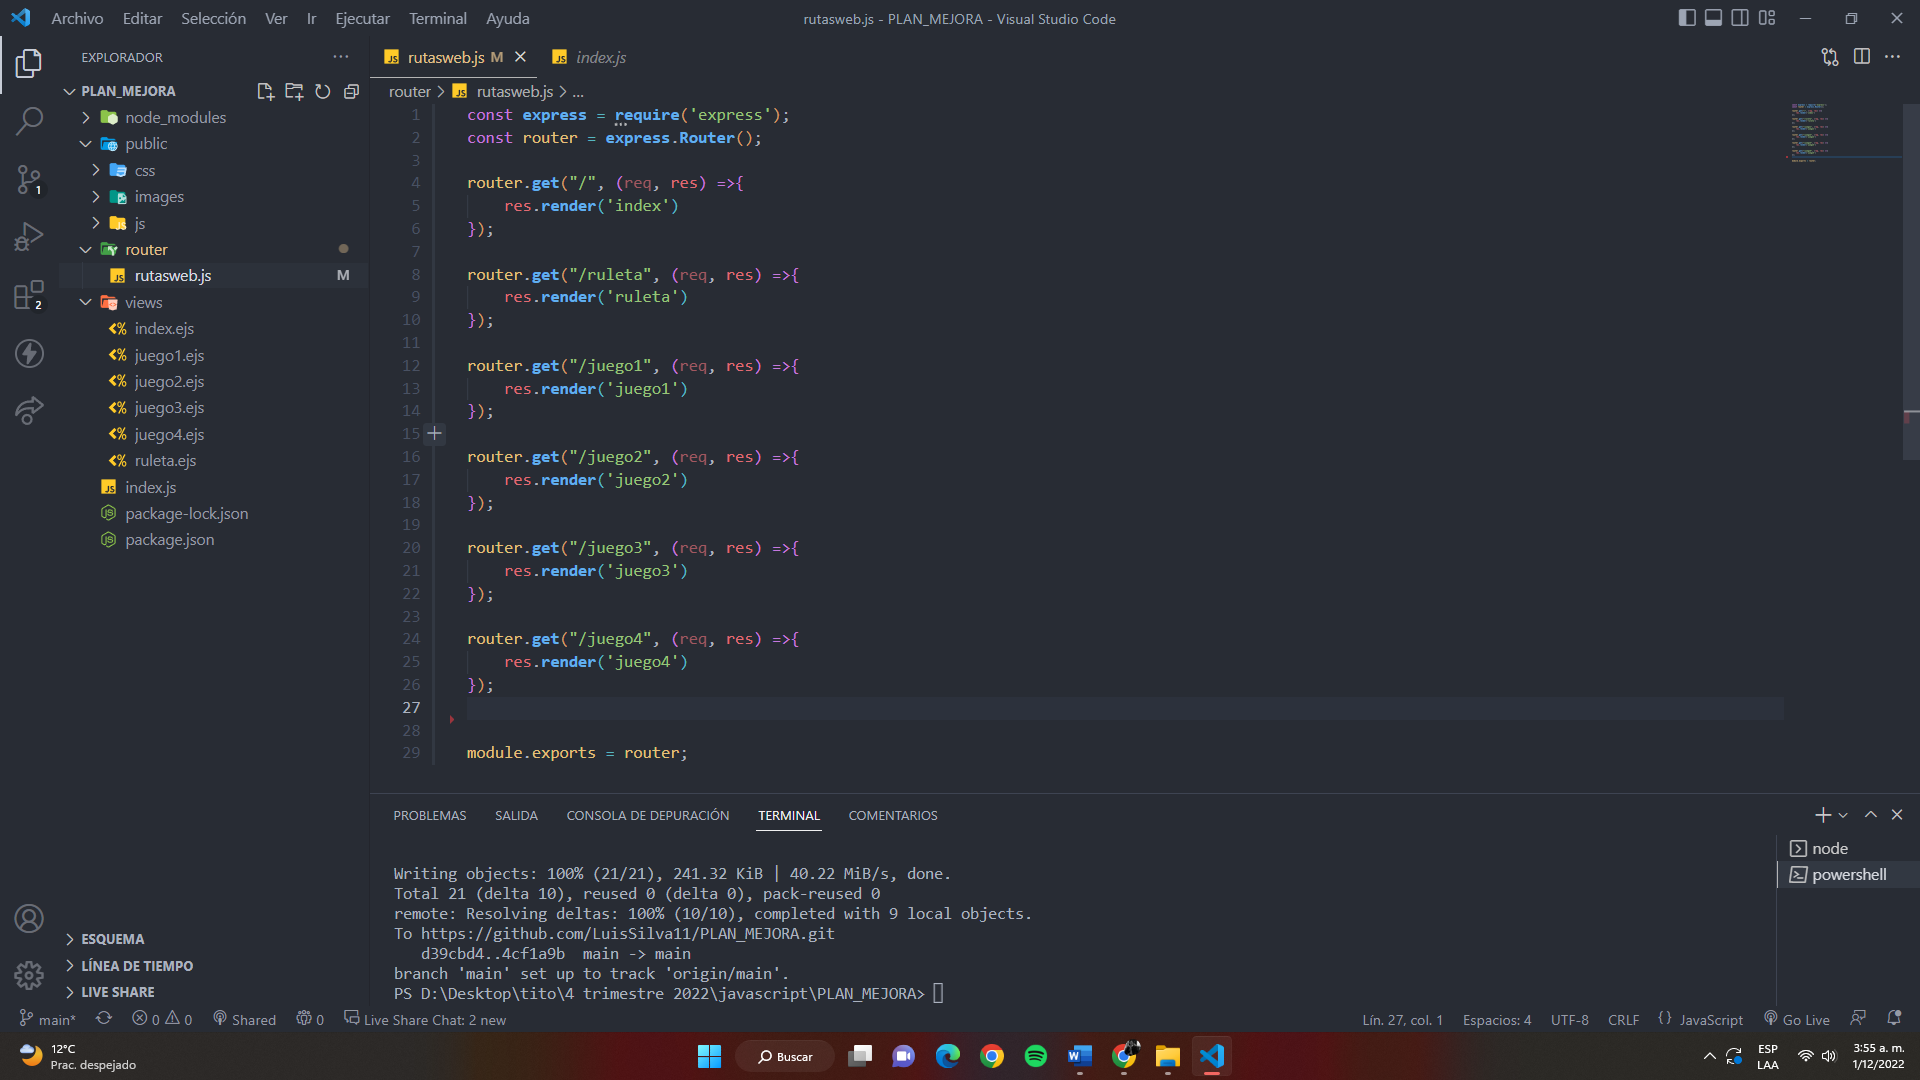 Archivo Editar Selección Ver Ir Ejecutar Terminal Ayuda
rutasweb.js - PLAN_MEJORA - Visual Studio Code
EXPLORADOR
PLAN_MEJORA
node_modules
public
css
images
js
router
rutasweb.js M
views
index.ejs
juego1.ejs
juego2.ejs
juego3.ejs
juego4.ejs
ruleta.ejs
index.js
package-lock.json
package.json
ESQUEMA
LÍNEA DE TIEMPO
LIVE SHARE
1
2
rutasweb.js M
index.js
router > rutasweb.js > ...
1 const express = require('express');
2 const router = express.Router();
3
4 router.get("/", (req, res) =>{
5 res.render('index')
6 });
7
8 router.get("/ruleta", (req, res) =>{
9 res.render('ruleta')
10 });
11
12 router.get("/juego1", (req, res) =>{
13 res.render('juego1')
14 });
15
16 router.get("/juego2", (req, res) =>{
17 res.render('juego2')
18 });
19
20 router.get("/juego3", (req, res) =>{
21 res.render('juego3')
22 });
23
24 router.get("/juego4", (req, res) =>{
25 res.render('juego4')
26 });
27
28
29 module.exports = router;
PROBLEMAS SALIDA CONSOLA DE DEPURACIÓN TERMINAL COMENTARIOS
Writing objects: 100% (21/21), 241.32 KiB | 40.22 MiB/s, done.
Total 21 (delta 10), reused 0 (delta 0), pack-reused 0
remote: Resolving deltas: 100% (10/10), completed with 9 local objects.
To https://github.com/LuisSilva11/PLAN_MEJORA.git
d39cbd4..4cf1a9b main -> main
branch 'main' set up to track 'origin/main'.
PS D:\Desktop\tito\4 trimestre 2022\javascript\PLAN_MEJORA>
node
powershell
main* 0 0 Shared 0 Live Share Chat: 2 new
Lín. 27, col. 1 Espacios: 4 UTF-8 CRLF {} JavaScript Go Live
12°C
Prac. despejado
Buscar
ESP
LAA
3:55 a. m.
1/12/2022